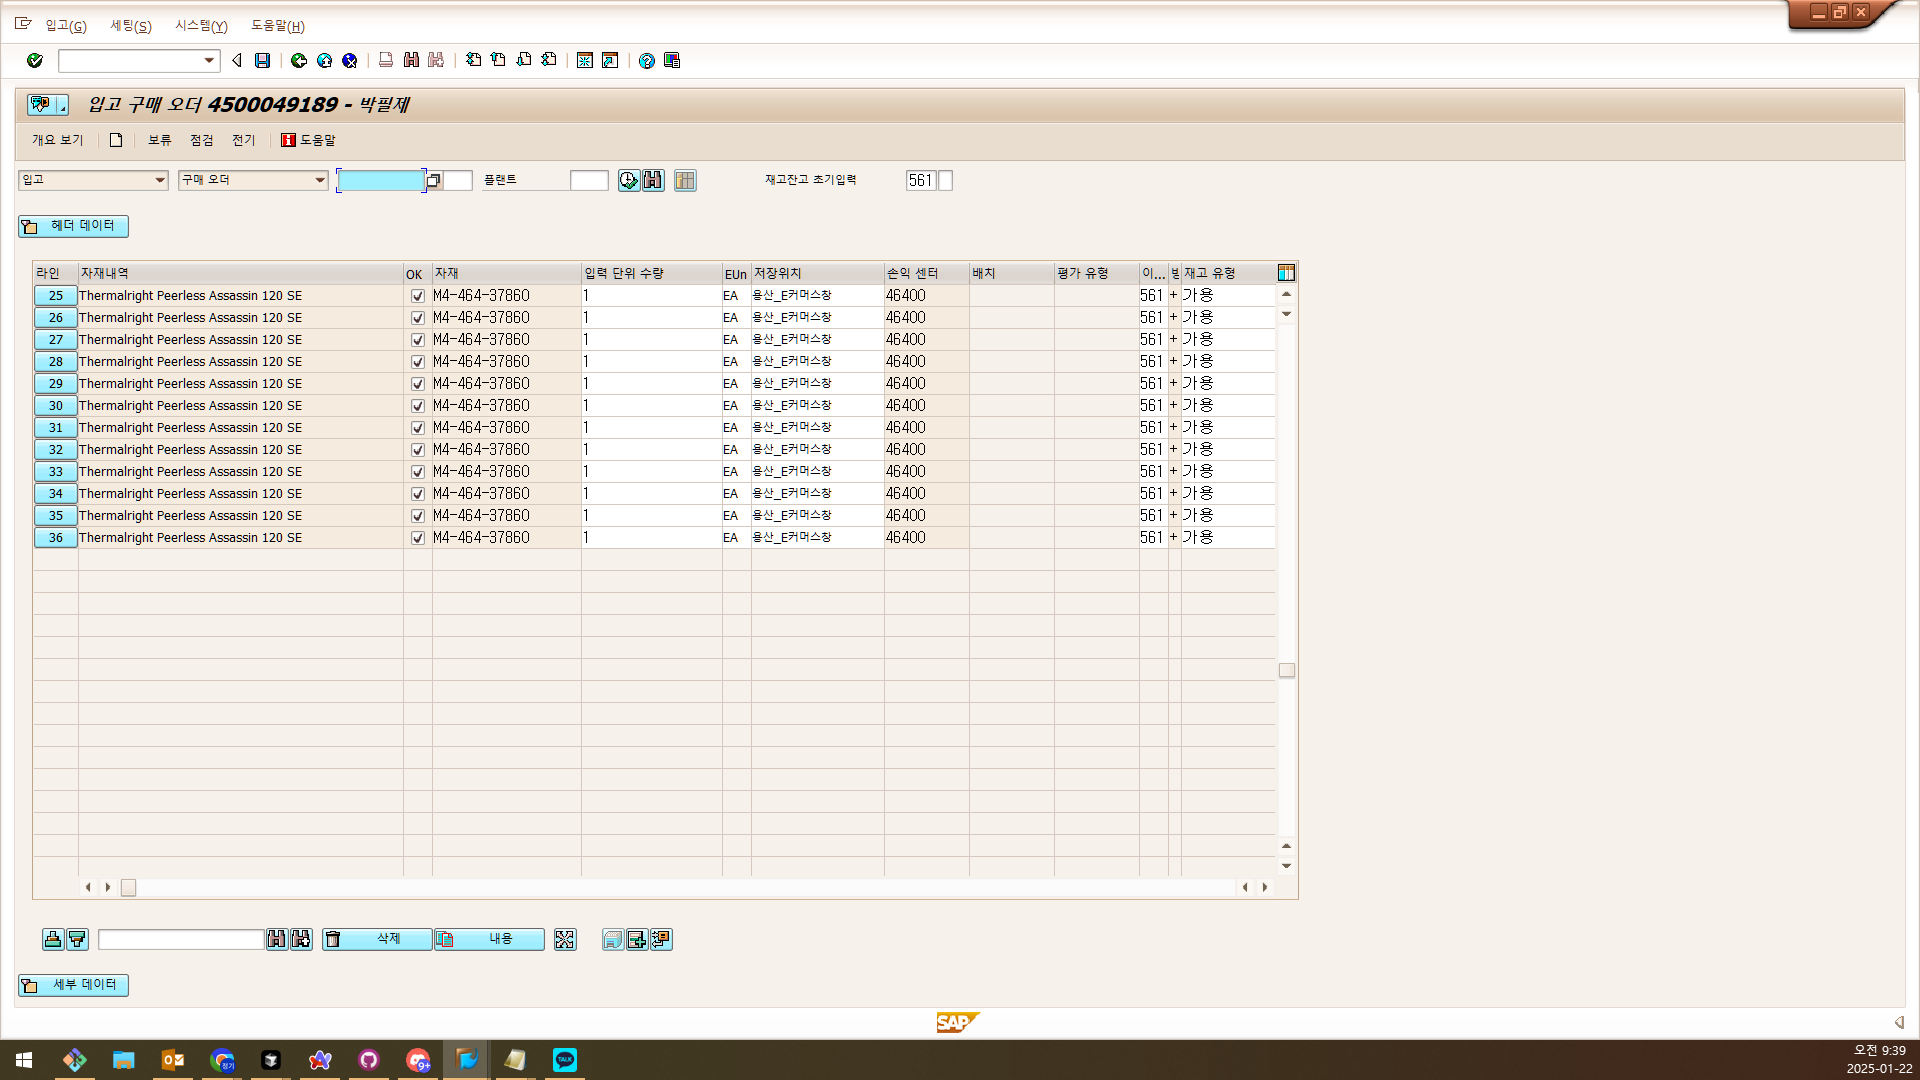 입고(G) 세팅(S) 시스템(Y) 도움말(H)
입고 구매 오더 4500049189 - 박필제
개요 보기 보류 점검 전기 도움말
입고 구매 오더 플랜트 재고잔고 초기입력 561
헤더 데이터
라인 자재내역 OK 자재 입력 단위 수량 EUn 저장위치 손익 센터 배치 평가 유형 이... 재고 유형
25 Thermalright Peerless Assassin 120 SE M4-464-37860 1 EA 용산_E커머스창 46400 561 + 가용
26 Thermalright Peerless Assassin 120 SE M4-464-37860 1 EA 용산_E커머스창 46400 561 + 가용
27 Thermalright Peerless Assassin 120 SE M4-464-37860 1 EA 용산_E커머스창 46400 561 + 가용
28 Thermalright Peerless Assassin 120 SE M4-464-37860 1 EA 용산_E커머스창 46400 561 + 가용
29 Thermalright Peerless Assassin 120 SE M4-464-37860 1 EA 용산_E커머스창 46400 561 + 가용
30 Thermalright Peerless Assassin 120 SE M4-464-37860 1 EA 용산_E커머스창 46400 561 + 가용
31 Thermalright Peerless Assassin 120 SE M4-464-37860 1 EA 용산_E커머스창 46400 561 + 가용
32 Thermalright Peerless Assassin 120 SE M4-464-37860 1 EA 용산_E커머스창 46400 561 + 가용
33 Thermalright Peerless Assassin 120 SE M4-464-37860 1 EA 용산_E커머스창 46400 561 + 가용
34 Thermalright Peerless Assassin 120 SE M4-464-37860 1 EA 용산_E커머스창 46400 561 + 가용
35 Thermalright Peerless Assassin 120 SE M4-464-37860 1 EA 용산_E커머스창 46400 561 + 가용
36 Thermalright Peerless Assassin 120 SE M4-464-37860 1 EA 용산_E커머스창 46400 561 + 가용
삭제 내용
세부 데이터
SAP
9+ TALK
오전 9:39
2025-01-22